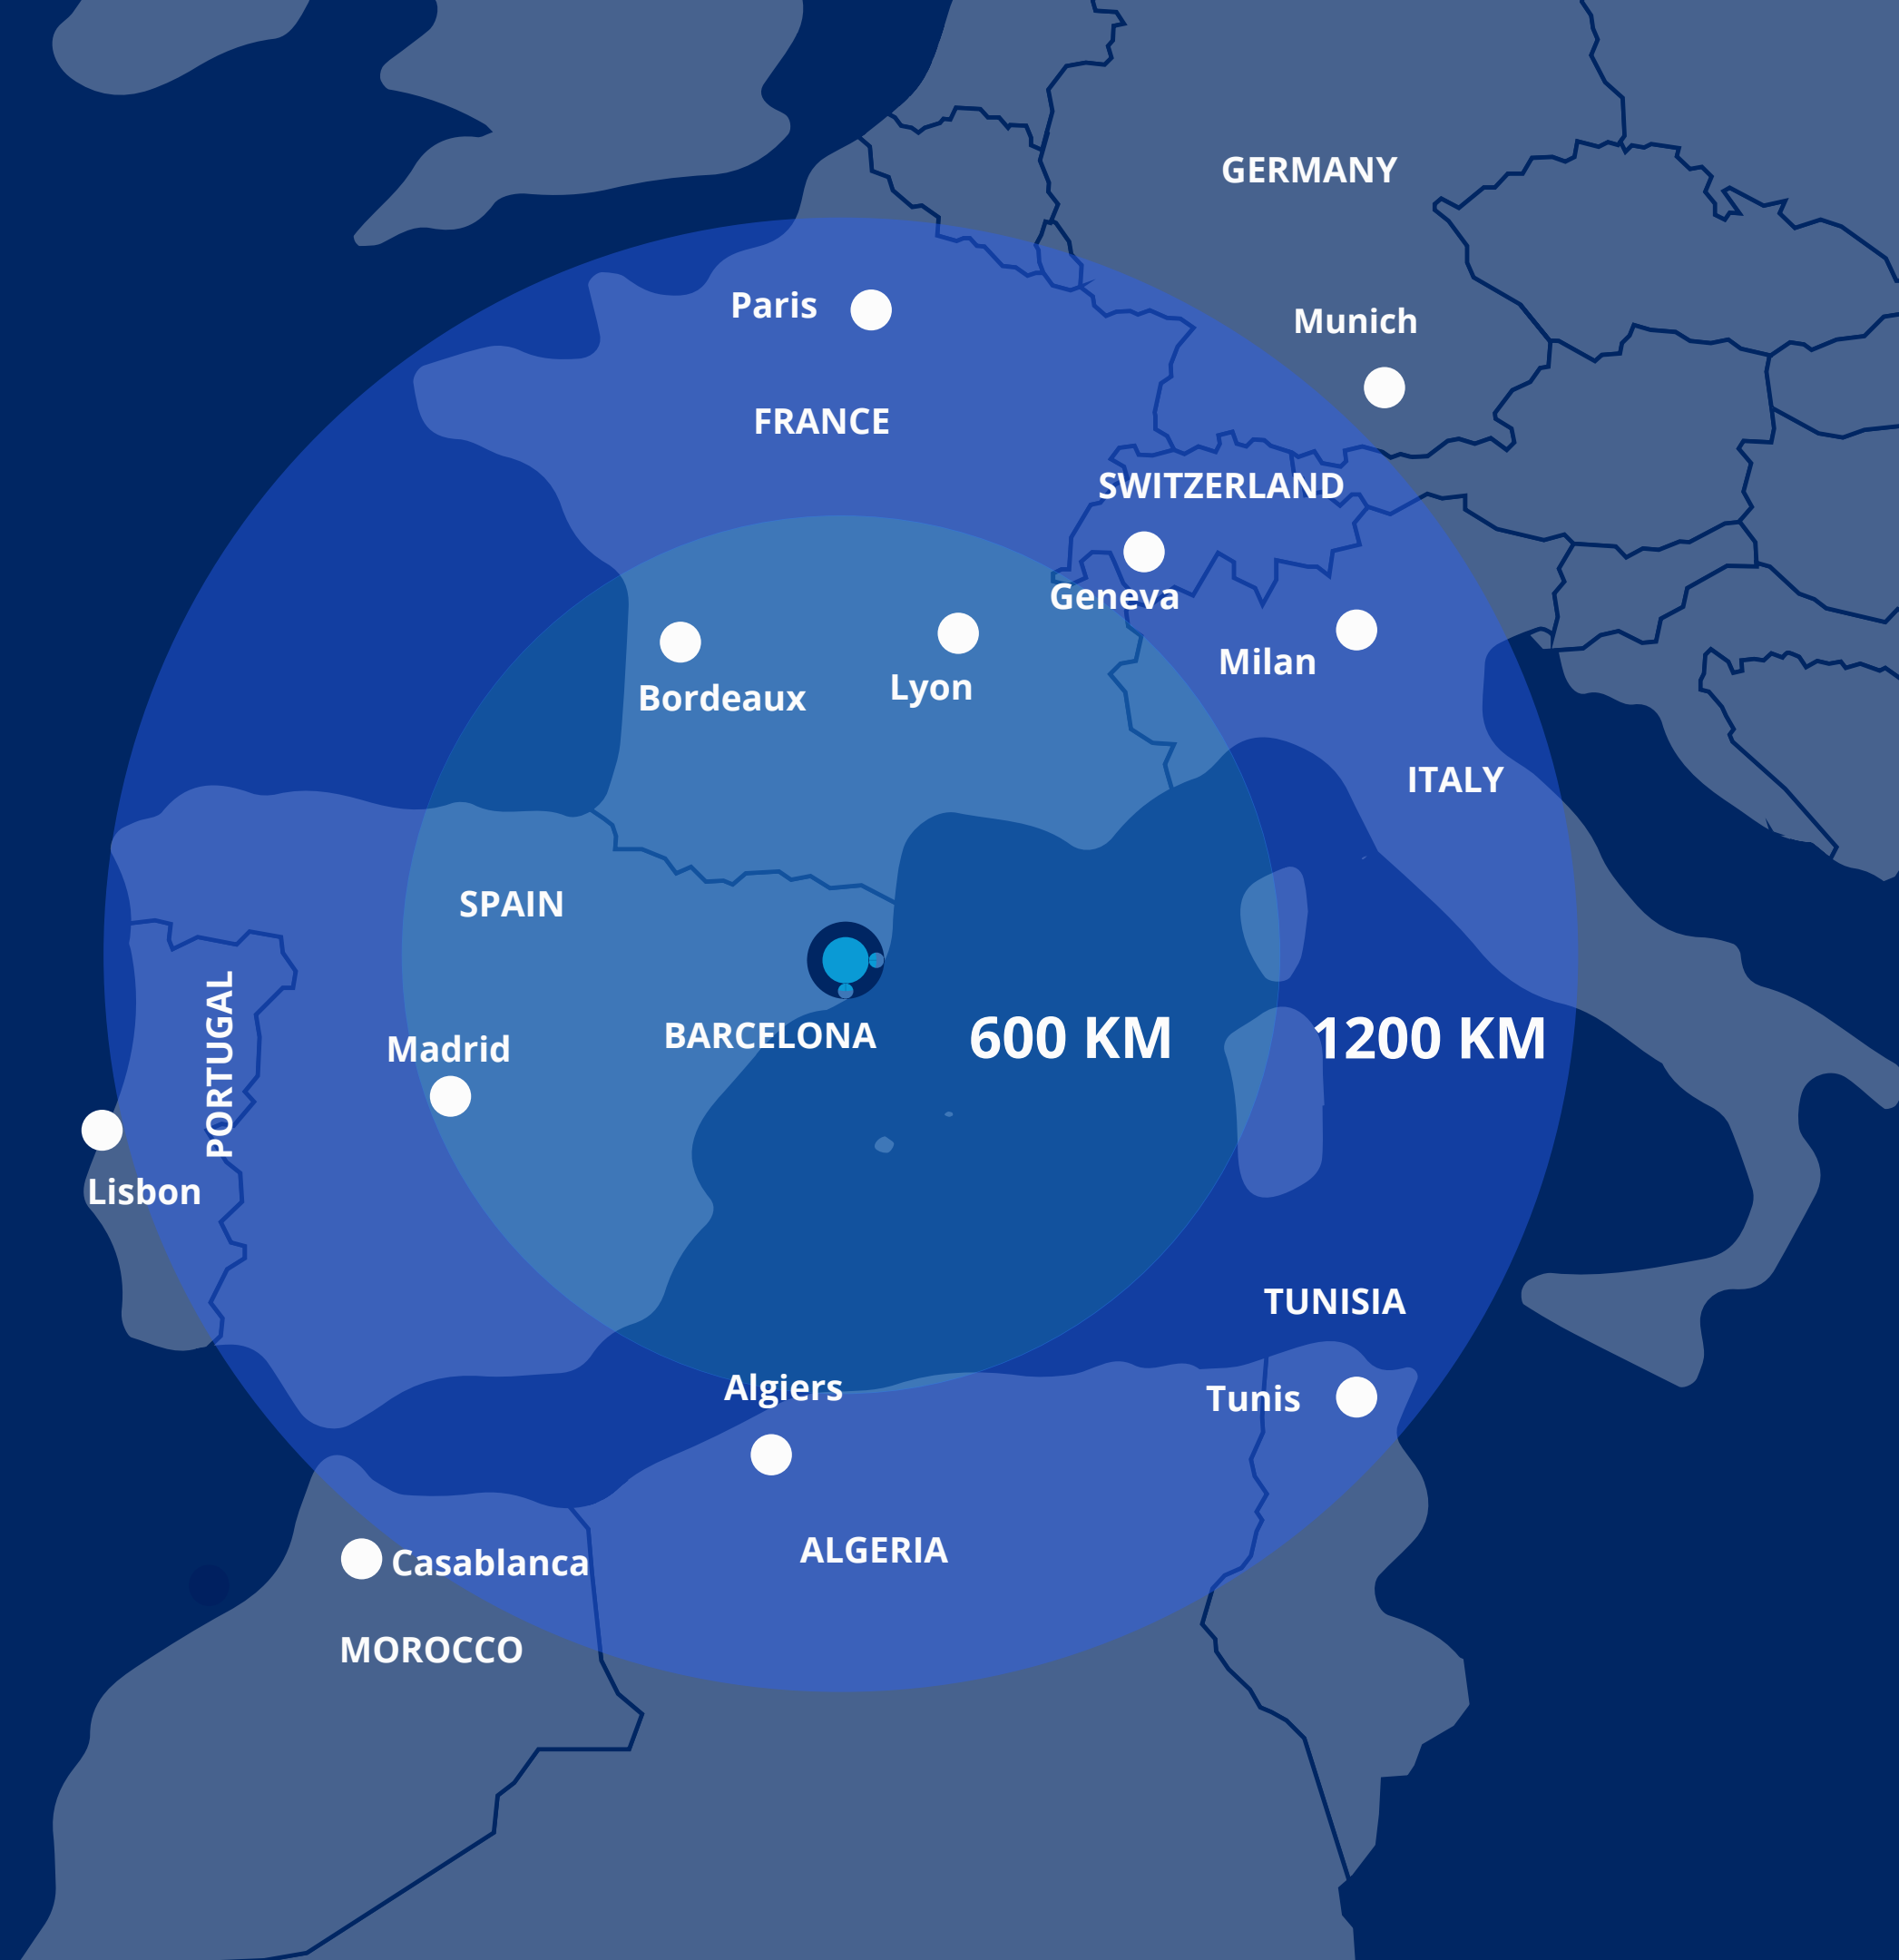 GERMANY
Paris
Munich
FRANCE
SWITZERLAND
Geneva
Milan
Bordeaux
Lyon
ITALY
SPAIN
PORTUGAL
Madrid
BARCELONA
600 KM
1200 KM
Lisbon
TUNISIA
Algiers
Tunis
ALGERIA
Casablanca
MOROCCO